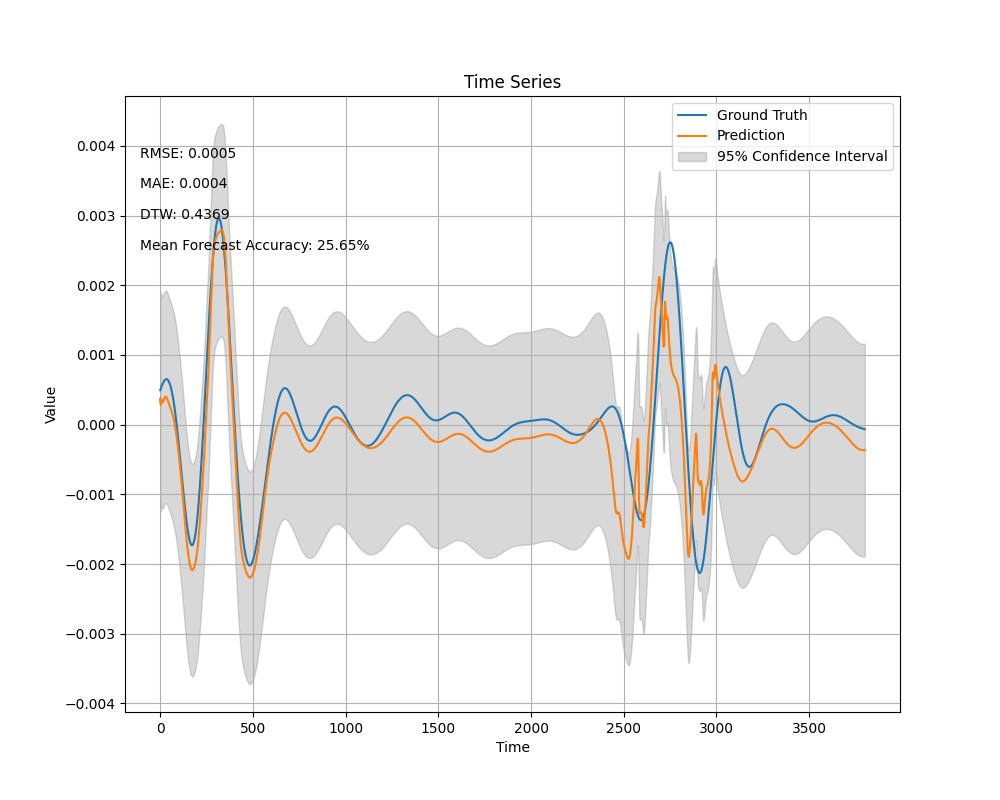 Time Series
Ground Truth
Prediction
95% Confidence Interval
RMSE: 0.0005
MAE: 0.0004
DTW: 0.4369
Mean Forecast Accuracy: 25.65%
Value
0.004
0.003
0.002
0.001
0.000
−0.001
−0.002
−0.003
−0.004
0 500 1000 1500 2000 2500 3000 3500
Time